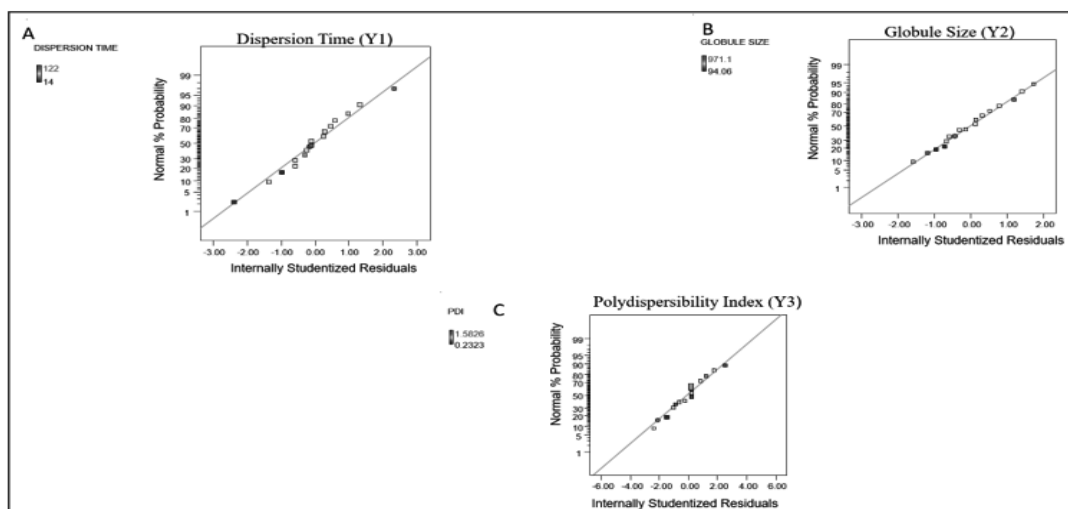 A
DISPERSION TIME
122
14
Dispersion Time (Y1)
Normal % Probability
99
95
90
80
70
50
30
20
10
5
1
-3.00 -2.00 -1.00 0.00 1.00 2.00 3.00
Internally Studentized Residuals
B
GLOBULE SIZE
971.1
94.06
Globule Size (Y2)
Normal % Probability
99
95
90
80
70
50
30
20
10
5
1
-3.00 -2.00 -1.00 0.00 1.00 2.00
Internally Studentized Residuals
C
PDI
1.5826
0.2323
Polydispersibility Index (Y3)
Normal % Probability
99
95
90
80
70
50
30
20
10
5
1
-6.00 -4.00 -2.00 0.00 2.00 4.00 6.00
Internally Studentized Residuals